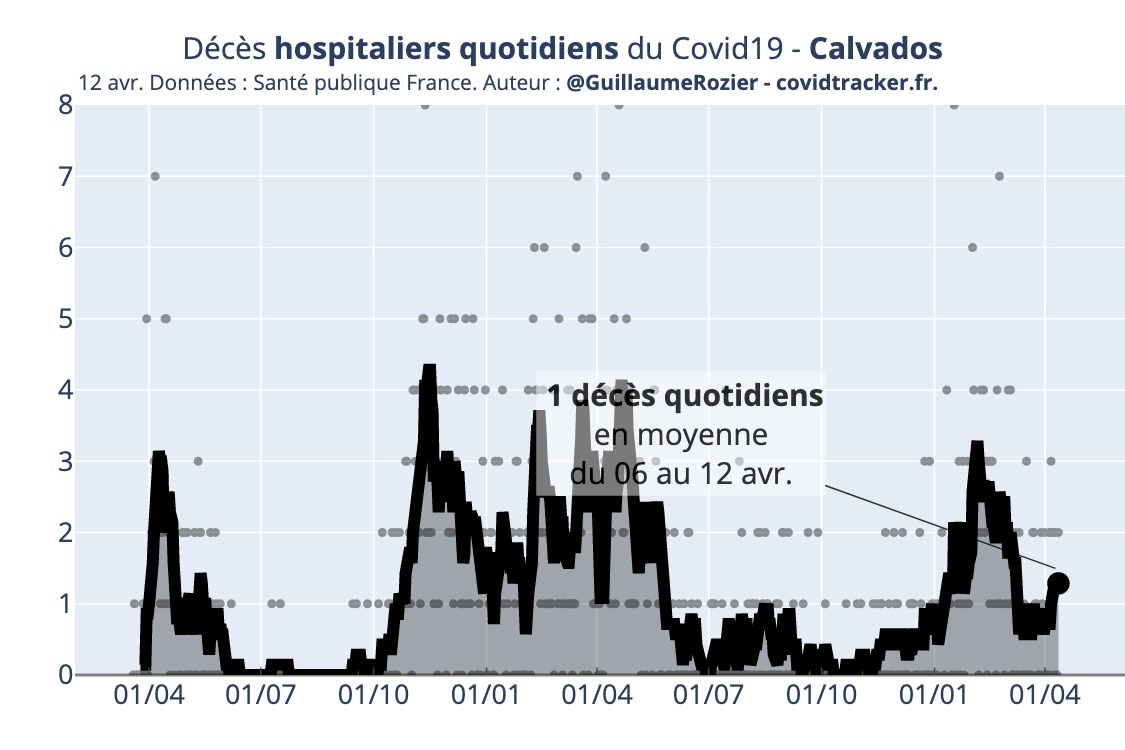 Décès hospitaliers quotidiens du Covid19 - Calvados
12 avr. Données : Santé publique France. Auteur : @GuillaumeRozier - covidtracker.fr.
8
7
6
5
4
3
2
1
0
1 décès quotidiens
en moyenne
du 06 au 12 avr.
01/04 01/07 01/10 01/01 01/04 01/07 01/10 01/01 01/04